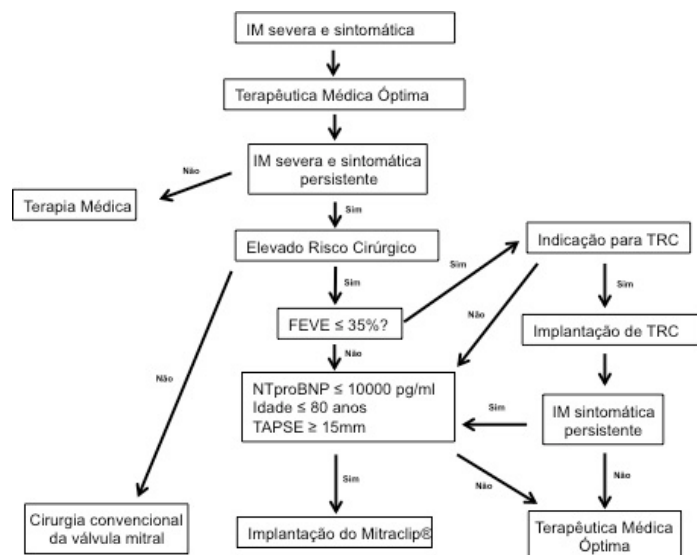 IM severa e sintomática
Terapêutica Médica Óptima
IM severa e sintomática
persistente
Não
Terapia Médica
Sim
Elevado Risco Cirúrgico
Indicação para TRC
Sim
Sim
Sim
FEVE ≤ 35%?
Implantação de TRC
Não
Não
Não
NTproBNP ≤ 10000 pg/ml
Idade ≤ 80 anos
TAPSE ≥ 15mm
Sim
IM sintomática
persistente
Sim
Não
Não
Cirurgia convencional
da válvula mitral
Implantação do Mitraclip®
Terapêutica Médica
Óptima